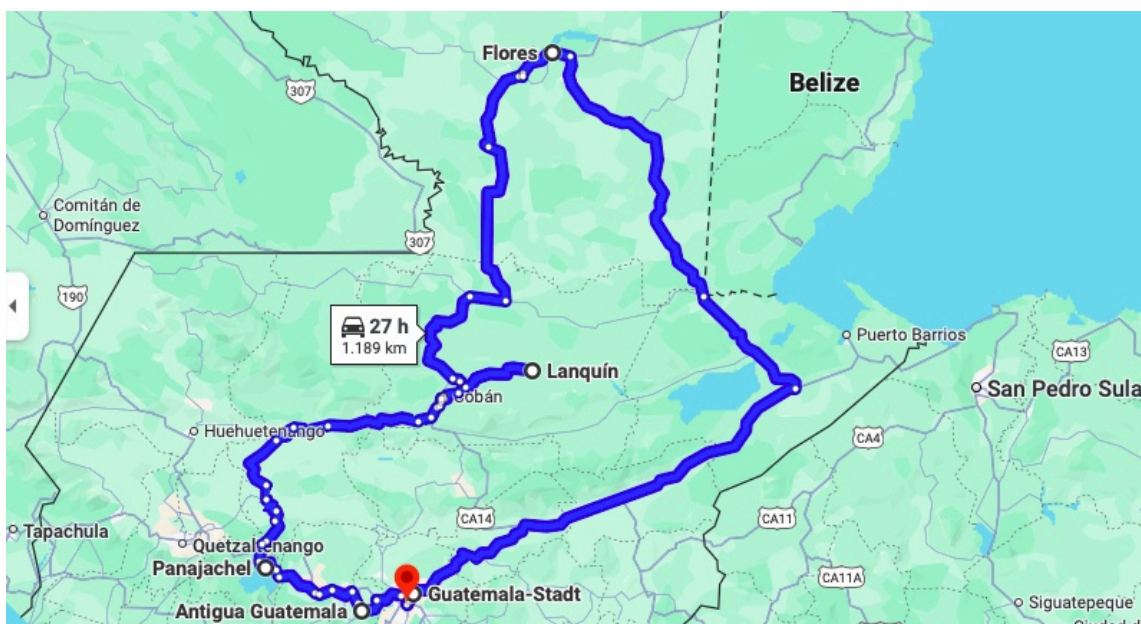 Flores
Belize
307
Comitán de
Domínguez
307
190
27 h
1.189 km
Puerto Barrios
CA13
Lanquín
San Pedro Sula
Cobán
Huehuetenango
CA4
Tapachula
CA14
CA11
Quetzaltenango
Panajachel
CA11A
Guatemala-Stadt
Antigua Guatemala
Siguatepeque
Ciudad d